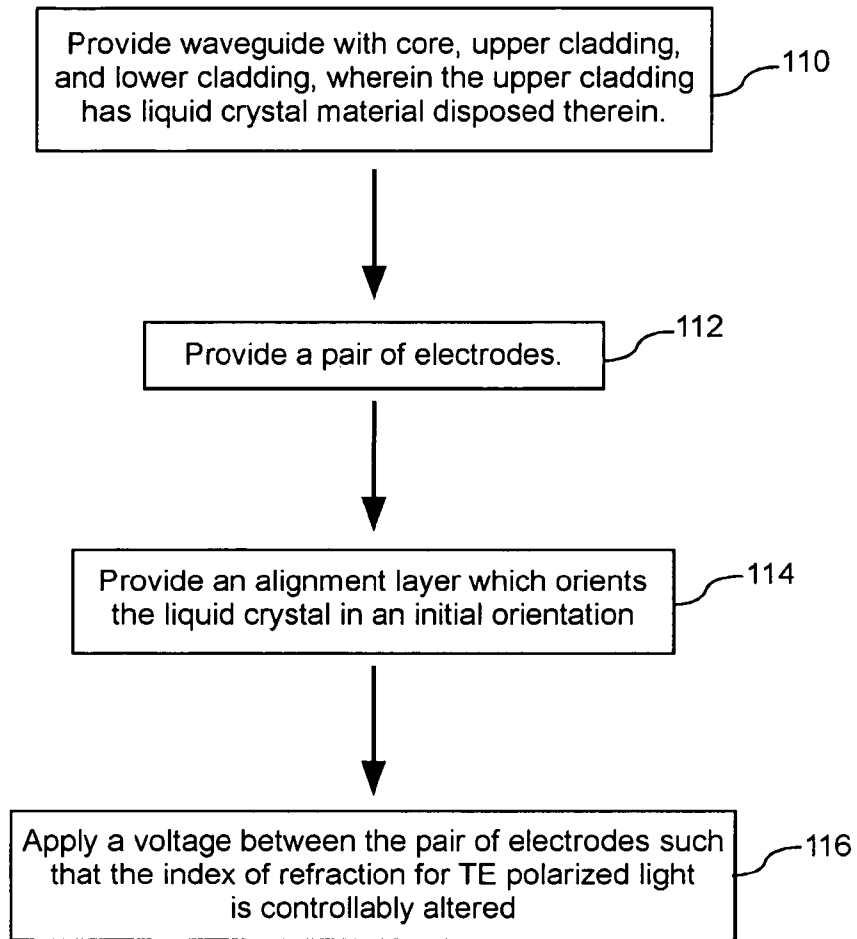 Provide waveguide with core, upper cladding,
and lower cladding, wherein the upper cladding
has liquid crystal material disposed therein.
110
Provide a pair of electrodes.
112
Provide an alignment layer which orients
the liquid crystal in an initial orientation
114
Apply a voltage between the pair of electrodes such
that the index of refraction for TE polarized light
is controllably altered
116